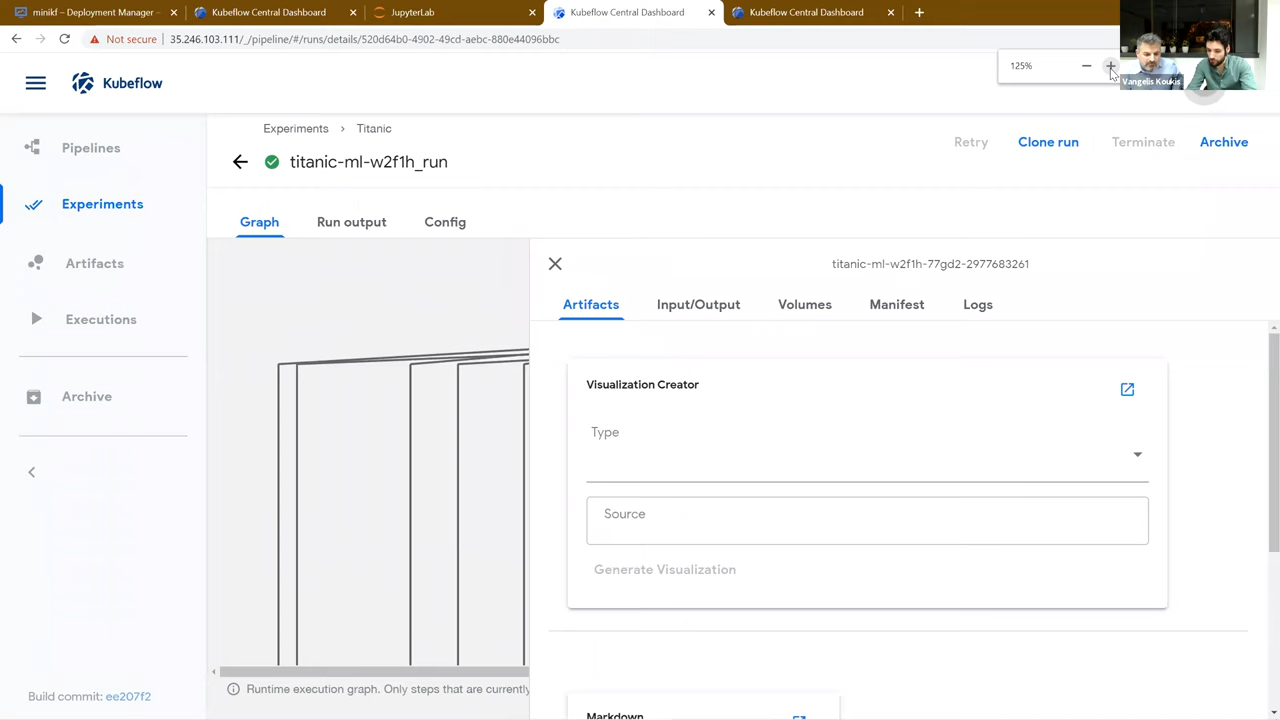 minikf – Deployment Manager –
Kubeflow Central Dashboard
JupyterLab
Kubeflow Central Dashboard
Kubeflow Central Dashboard
Not secure
35.246.103.111/_/pipeline/#/runs/details/520d64b0-4902-49cd-aebc-880e44096bbc
125%
Vangelis Koukis
Kubeflow
Experiments > Titanic
Retry
Clone run
Terminate
Archive
titanic-ml-w2f1h_run
Pipelines
Experiments
Artifacts
Executions
Archive
Build commit: ee207f2
Graph
Run output
Config
titanic-ml-w2f1h-77gd2-2977683261
Artifacts
Input/Output
Volumes
Manifest
Logs
Visualization Creator
Type
Source
Generate Visualization
Runtime execution graph. Only steps that are currently
Markdown